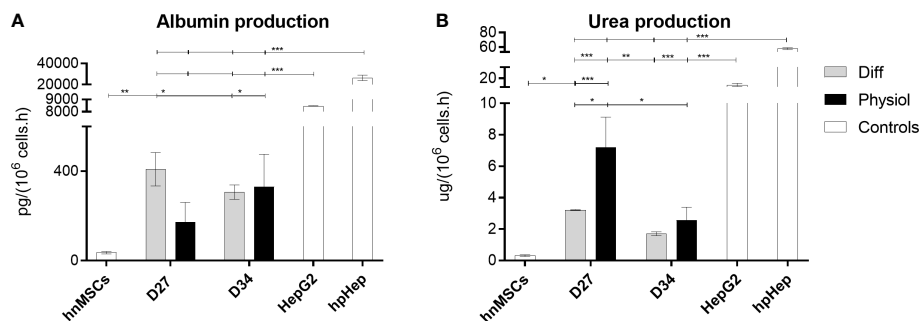 A
Albumin production
pg/(10⁶ cells.h)
40000
20000
9000
8000
400
0
***
***
** * *
hnMSCs
D27
D34
HepG2
hpHep
B
Urea production
ug/(10⁶ cells.h)
60
40
20
10
8
6
4
2
0
***
*** ** *** ***
* ***
* *
hnMSCs
D27
D34
HepG2
hpHep
Diff
Physiol
Controls